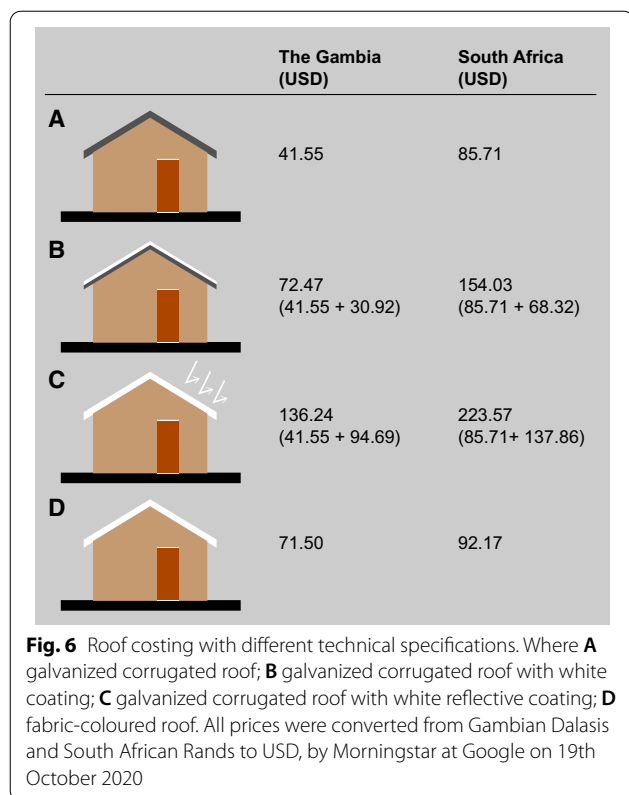 The Gambia (USD) South Africa (USD)
A
41.55 85.71
B
72.47 154.03
(41.55 + 30.92) (85.71 + 68.32)
C
136.24 223.57
(41.55 + 94.69) (85.71+ 137.86)
D
71.50 92.17
Fig. 6 Roof costing with different technical specifications. Where A
galvanized corrugated roof; B galvanized corrugated roof with white
coating; C galvanized corrugated roof with white reflective coating; D
fabric-coloured roof. All prices were converted from Gambian Dalasis
and South African Rands to USD, by Morningstar at Google on 19th
October 2020